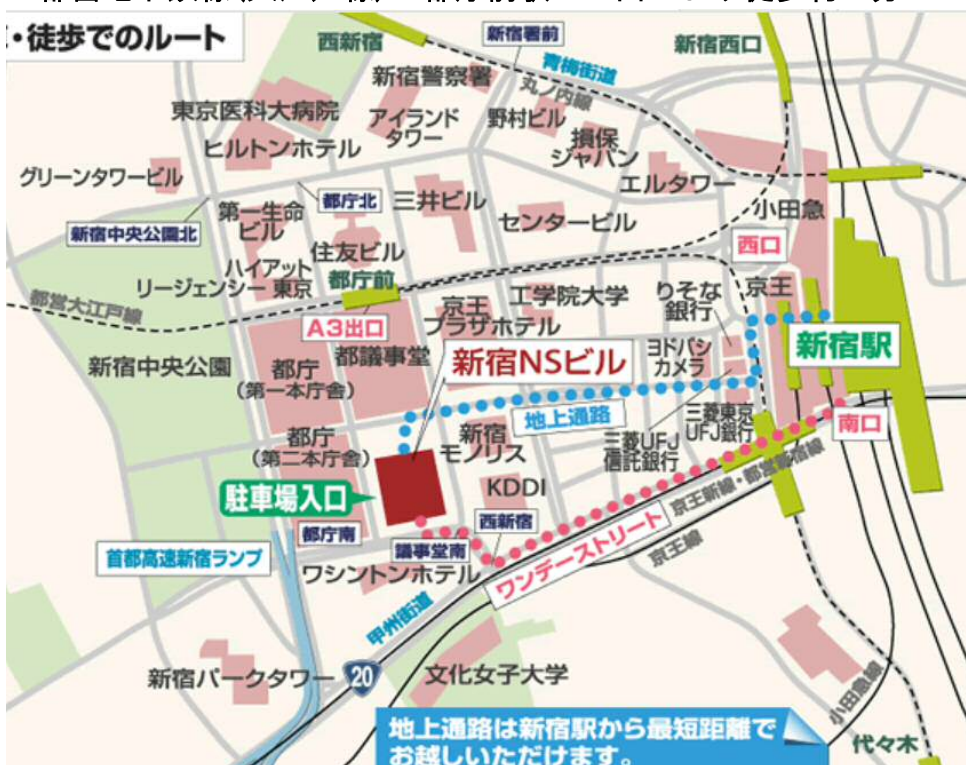 ・徒歩でのルート
西新宿
新宿署前
新宿西口
青梅街道
丸ノ内線
新宿警察署
東京医科大病院
アイランド
タワー
野村ビル
損保
ジャパン
ヒルトンホテル
グリーンタワービル
エルタワー
都庁北
三井ビル
小田急
第一生命
ビル
センタービル
新宿中央公園北
住友ビル
西口
ハイアット
リージェンシー東京
都庁前
都営大江戸線
京王
プラザホテル
工学院大学
りそな
銀行
京王
A3出口
都議事堂
新宿駅
新宿中央公園
都庁
(第一本庁舎)
新宿NSビル
ヨドバシ
カメラ
地上通路
三菱東京
UFJ銀行
南口
都庁
(第二本庁舎)
新宿
モノリス
三菱UFJ
信託銀行
京王新線・都営新宿線
KDDI
駐車場入口
西新宿
都庁南
議事堂南
京王線
首都高速新宿ランプ
ワシントンホテル
ワンデーストリート
甲州街道
新宿パークタワー
20
文化女子大学
小田急線
代々木
地上通路は新宿駅から最短距離で
お越しいただけます。